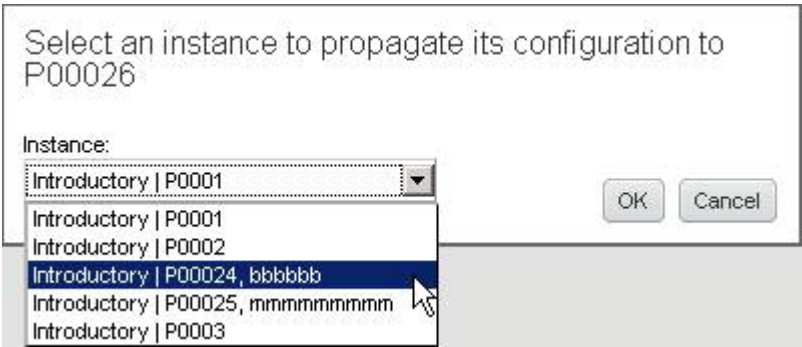 Select an instance to propagate its configuration to
P00026
Instance:
Introductory | P0001
OK Cancel
Introductory | P0001
Introductory | P0002
Introductory | P00024, bbbbbb
Introductory | P00025, mmmmmmmmm
Introductory | P0003